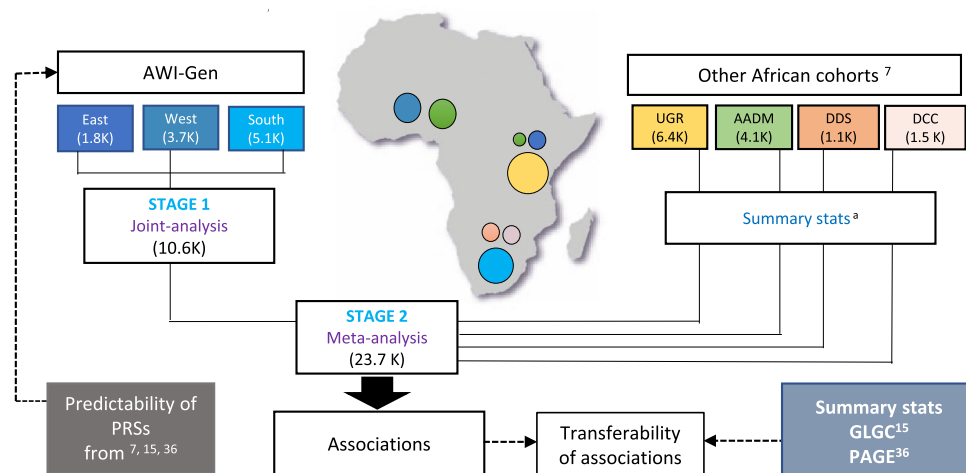 AWI-Gen
Other African cohorts 7
East
(1.8K)
West
(3.7K)
South
(5.1K)
UGR
(6.4K)
AADM
(4.1K)
DDS
(1.1K)
DCC
(1.5 K)
STAGE 1
Joint-analysis
(10.6K)
Summary stats a
STAGE 2
Meta-analysis
(23.7 K)
Predictability of
PRSs
from 7, 15, 36
Associations
Transferability
of associations
Summary stats
GLGC15
PAGE36